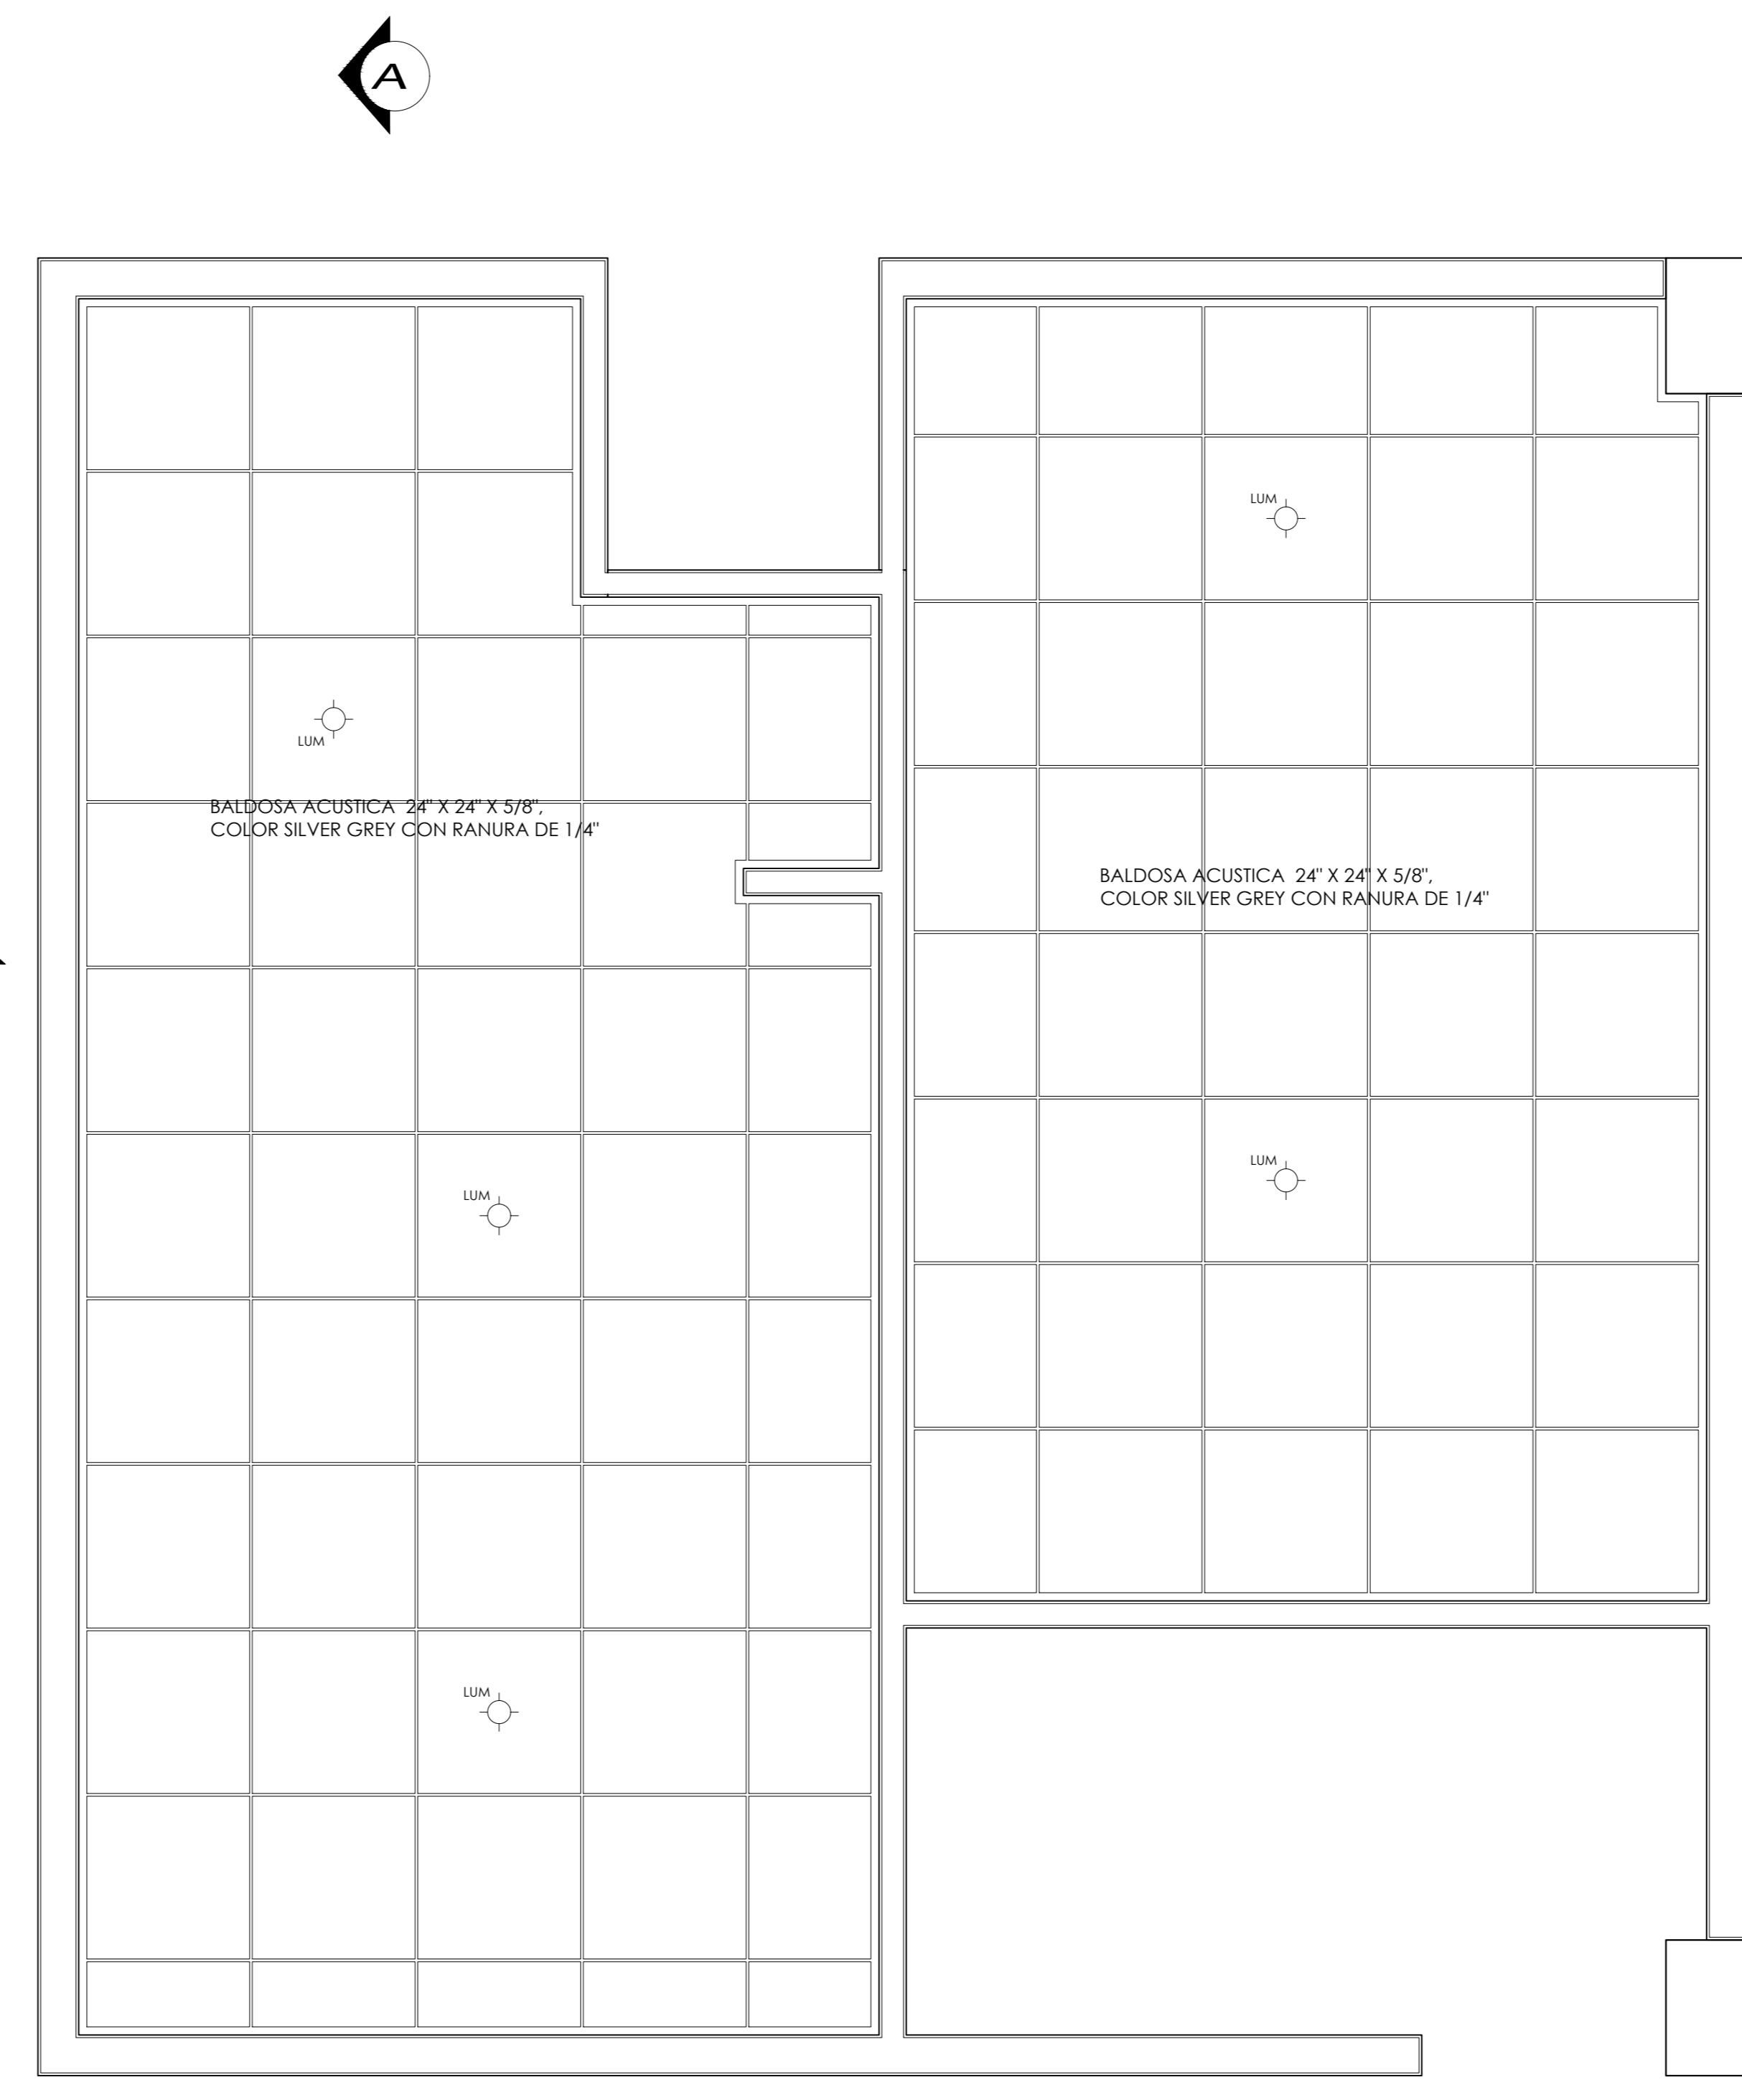 A
LUM
LUM
BALDOSA ACUSTICA 24" X 24" X 5/8",
COLOR SILVER GREY CON RANURA DE 1/4"
BALDOSA ACUSTICA 24" X 24" X 5/8",
COLOR SILVER GREY CON RANURA DE 1/4"
LUM
LUM
LUM